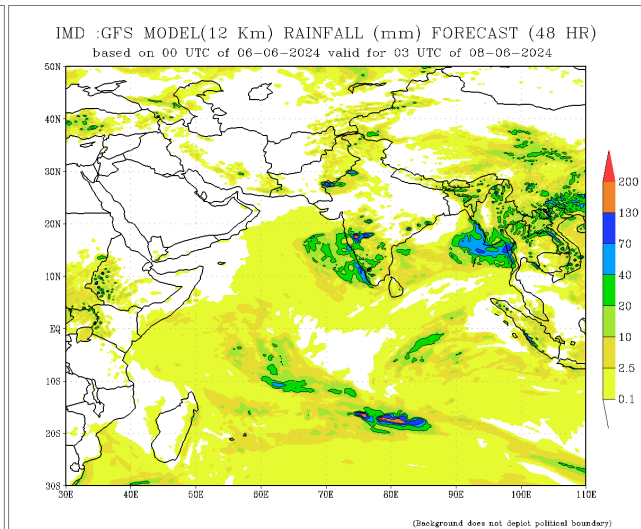 IMD :GFS MODEL(12 Km) RAINFALL (mm) FORECAST (48 HR)
based on 00 UTC of 06-06-2024 valid for 03 UTC of 08-06-2024
50N
40N
30N
20N
10N
EQ
10S
20S
30S
30E 40E 50E 60E 70E 80E 90E 100E 110E
200
130
70
40
20
10
2.5
0.1
(Background does not depict political boundary)